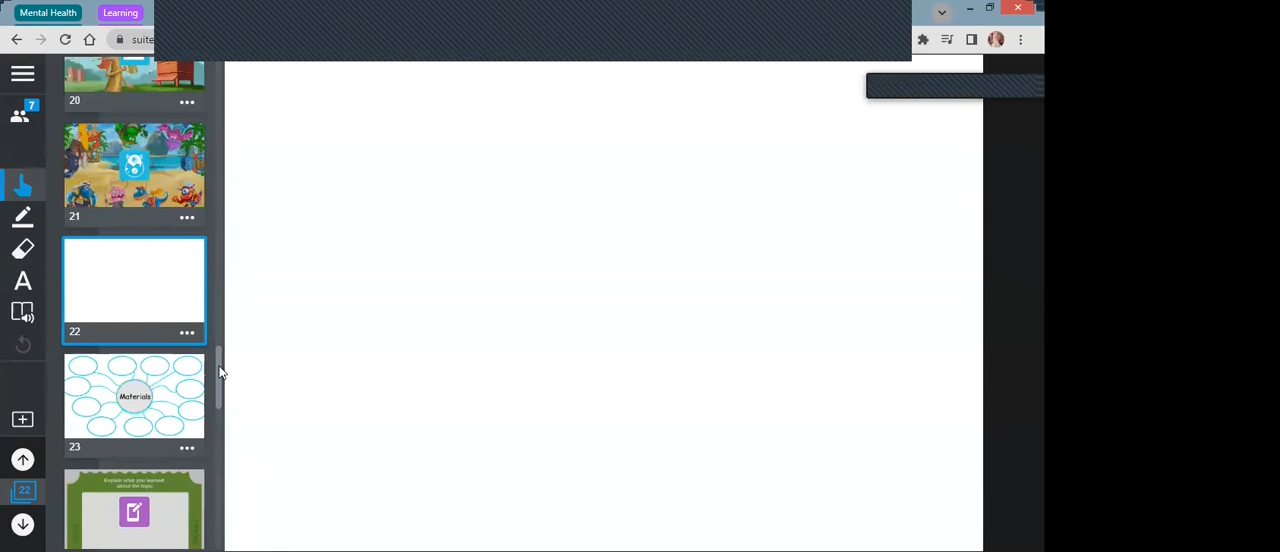 Mental Health
Learning
suite
7
20
21
22
Materials
23
Explain what you learned
about the topic
A
22